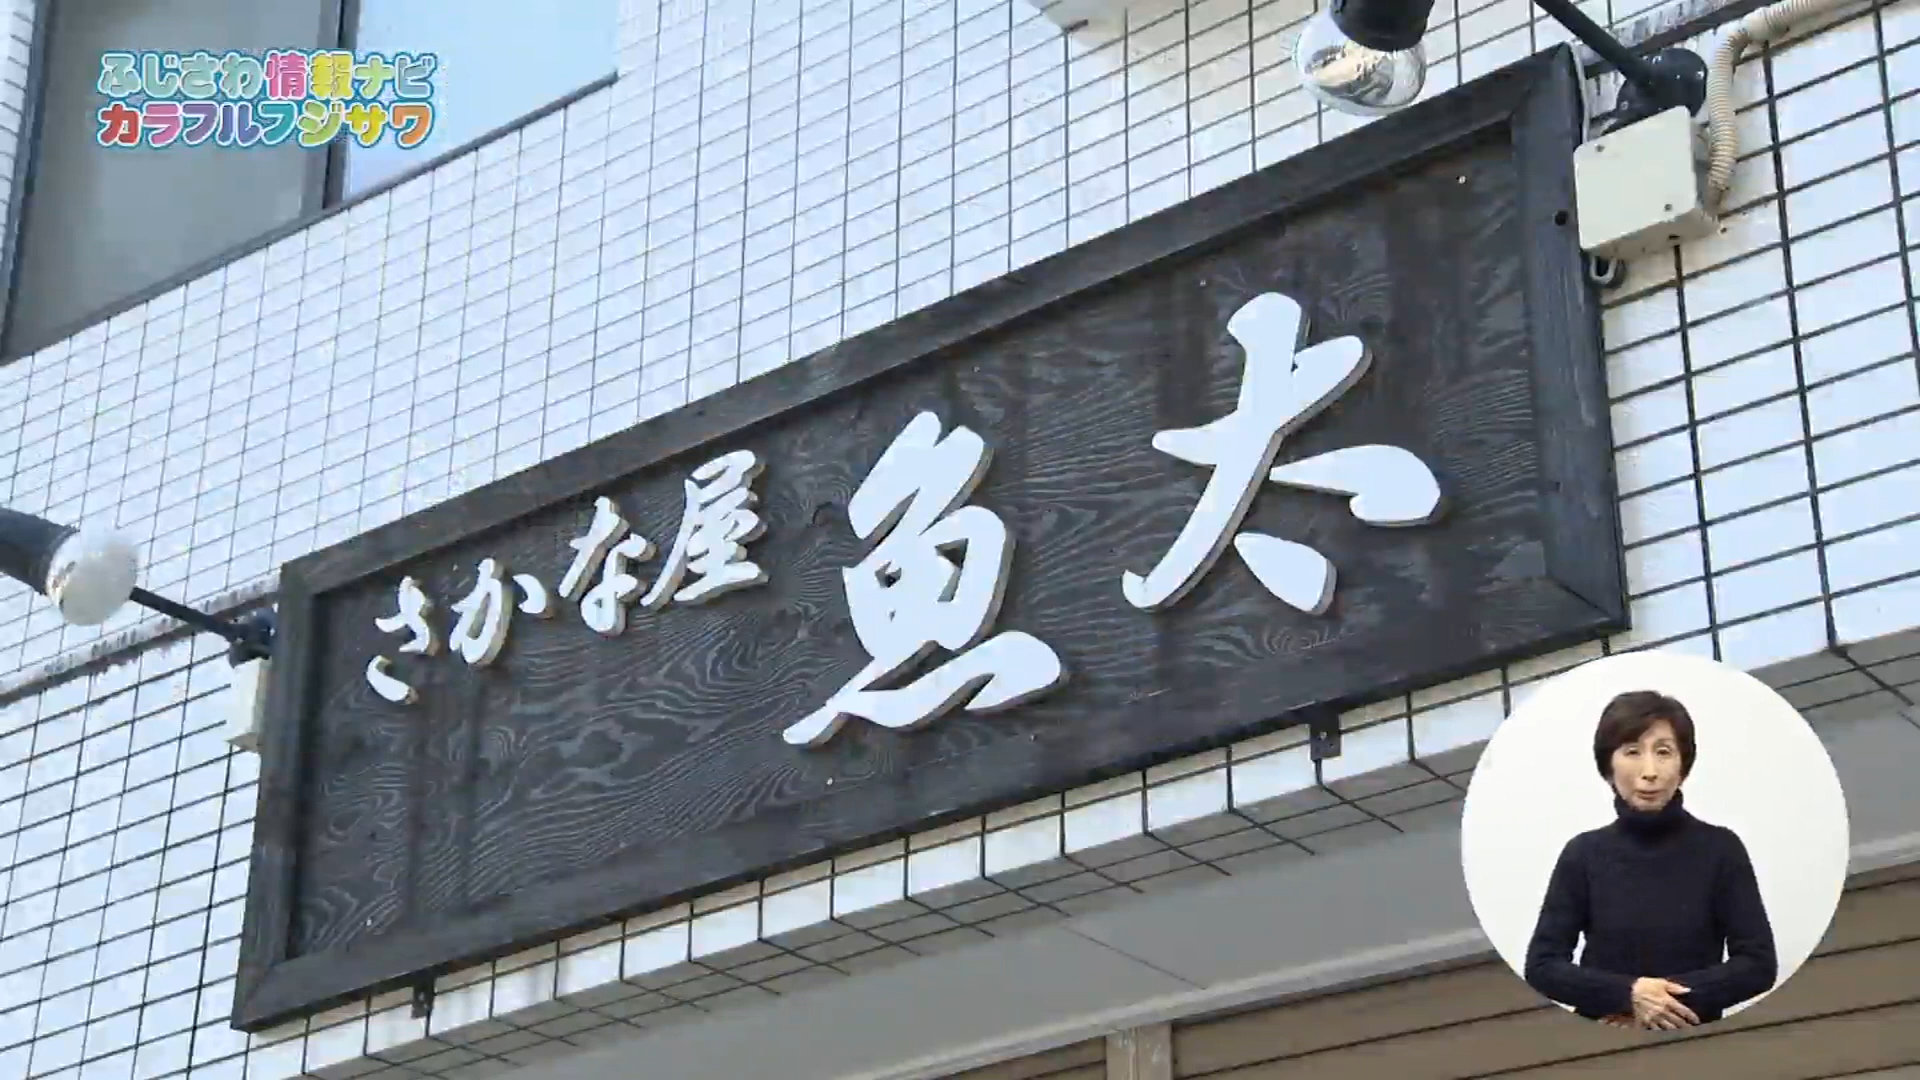 ふじさわ情報ナビ
カラフルフジサワ
さかな屋 魚太